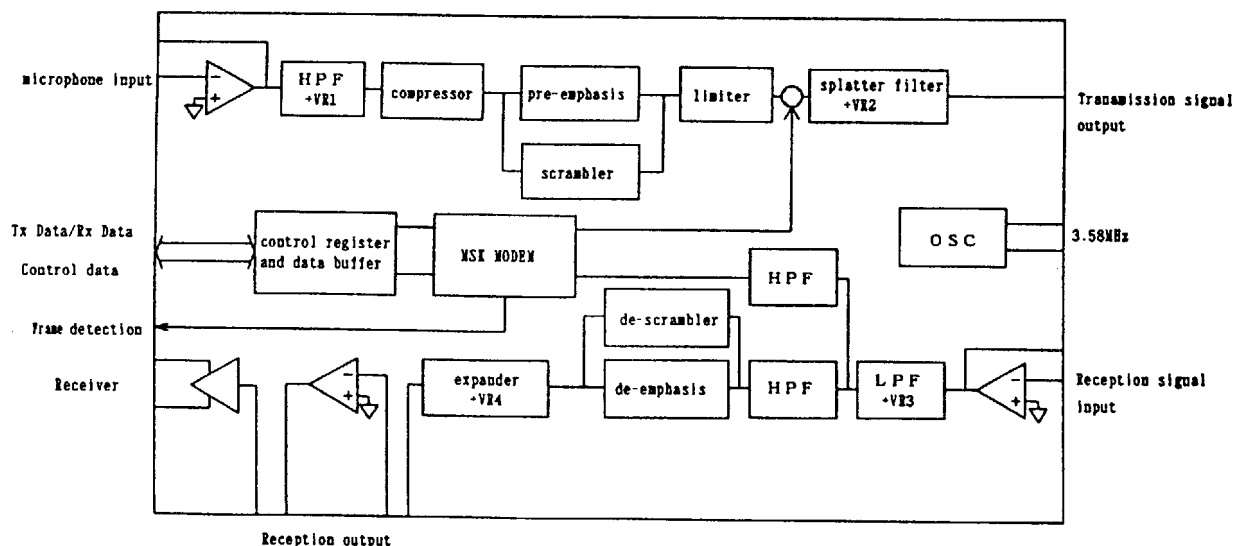 microphone input
−
+
HPF
+VR1
compressor
pre-emphasis
limiter
splatter filter
+VR2
Transmission signal
output
scrambler
Tx Data/Rx Data
Control data
control register
and data buffer
MSK MODEM
OSC
3.58MHz
HPF
Frame detection
de-scrambler
Receiver
−
+
expander
+VR4
de-emphasis
HPF
LPF
+VR3
−
+
Reception signal
input
Reception output